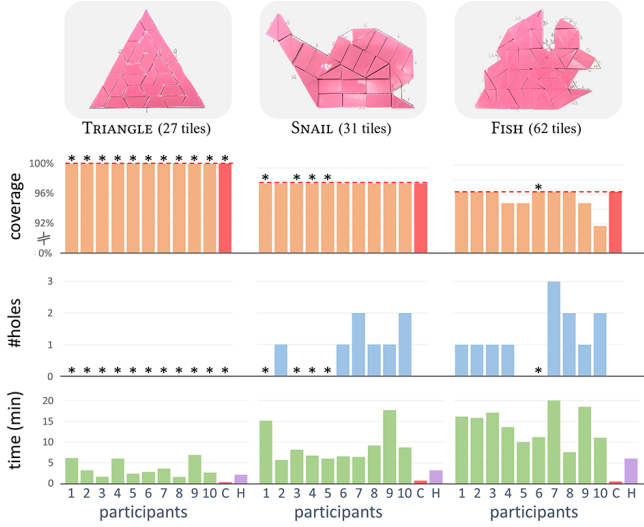 TRIANGLE (27 tiles) SNAIL (31 tiles) FISH (62 tiles)
coverage
100% * * * * * * * * * * *
96% * * * * *
92%
0%
#holes
3
2
1
0 * * * * * * * * * * * * * * * *
time (min)
20
15
10
5
0
1 2 3 4 5 6 7 8 9 10 C H 1 2 3 4 5 6 7 8 9 10 C H 1 2 3 4 5 6 7 8 9 10 C H
participants participants participants